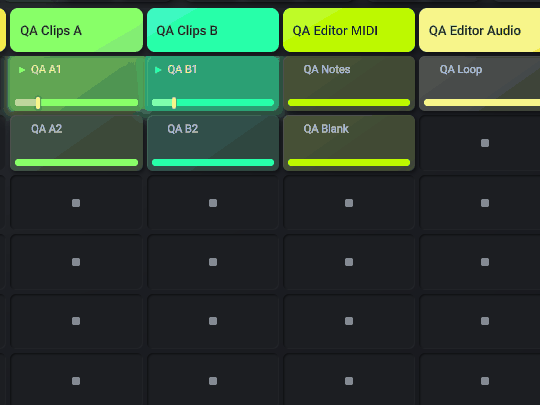 QA Clips A
QA Clips B
QA Editor MIDI
QA Editor Audio
QA A1
QA B1
QA Notes
QA Loop
QA A2
QA B2
QA Blank